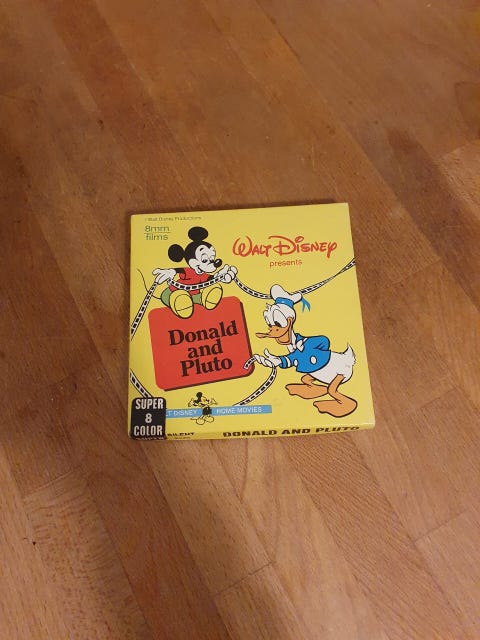 ©Walt Disney Productions
8mm
films
WALT DISNEY
presents
Donald
and
Pluto
SUPER
8
COLOR
T DISNEY HOME MOVIES
SILENT
DONALD AND PLUTO